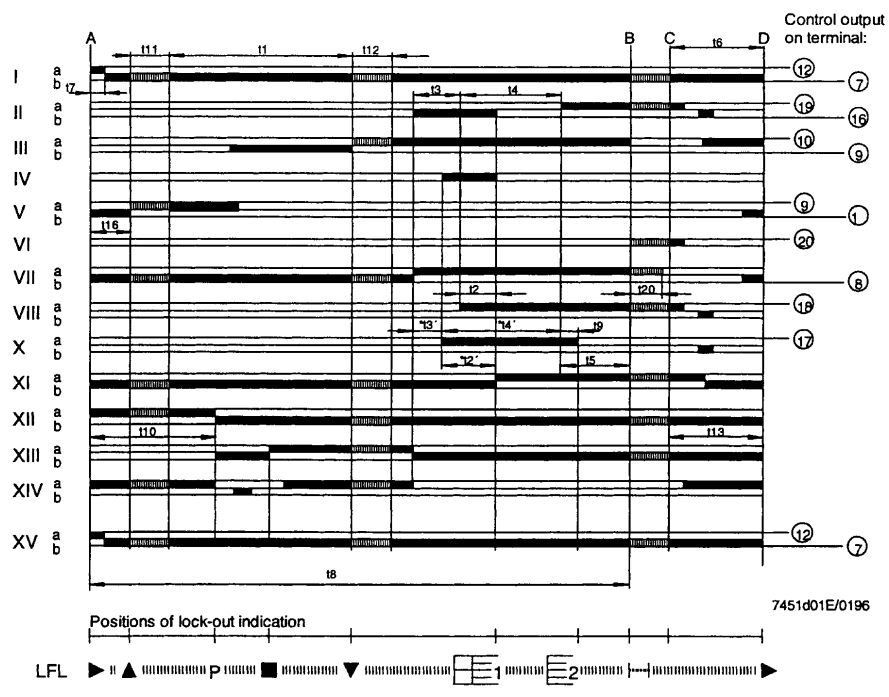 Control output
on terminal:
A t11 t1 t12 B C t6 D
I a b t7 12 7
II a b t3 t4 19 16
III a b 10 9
IV
V a b t16 9 1
VI 20
VII a b t2 t20 8
VIII a b 18
*t3´ *t4´ t9
X a b 17
*t2´ t5
XI a b
XII a b
t10 t13
XIII a b
XIV a b
XV a b 12 7
t8
7451d01E/0196
Positions of lock-out indication
LFL P 1 2